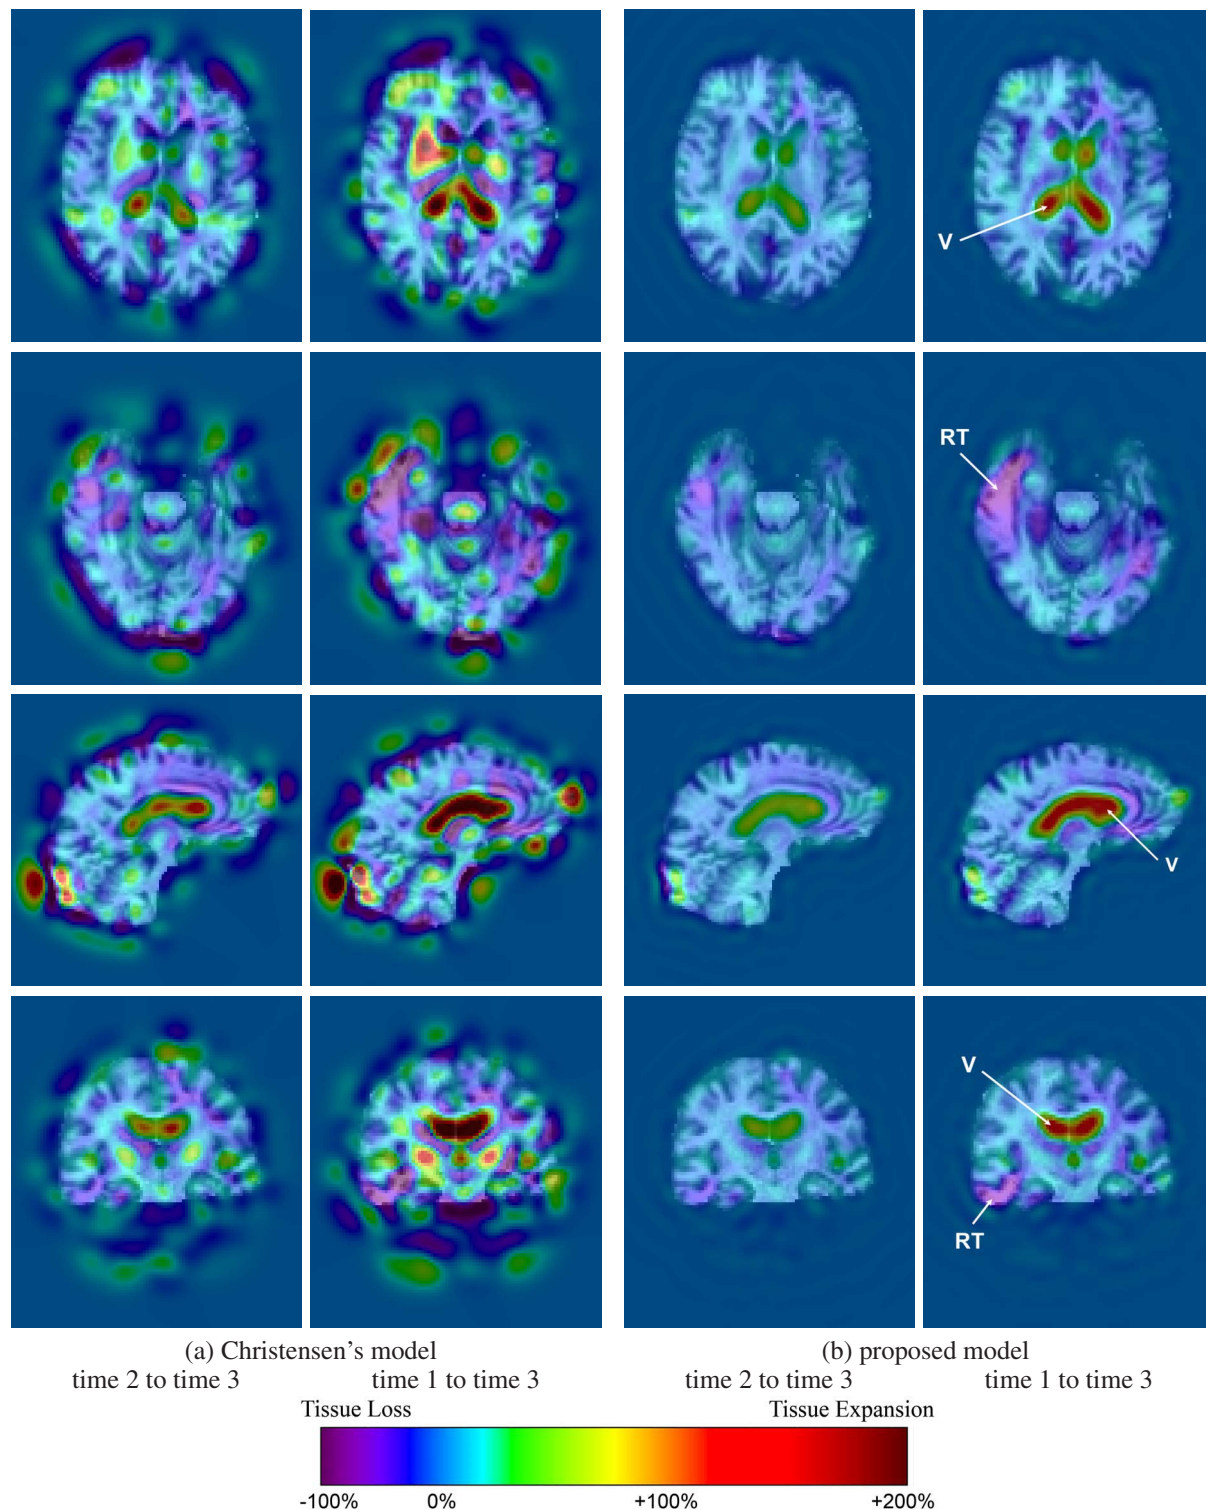 V
RT
V
V
RT
(a) Christensen’s model
(b) proposed model
time 2 to time 3
time 1 to time 3
time 2 to time 3
time 1 to time 3
Tissue Loss
Tissue Expansion
-100%
0%
+100%
+200%